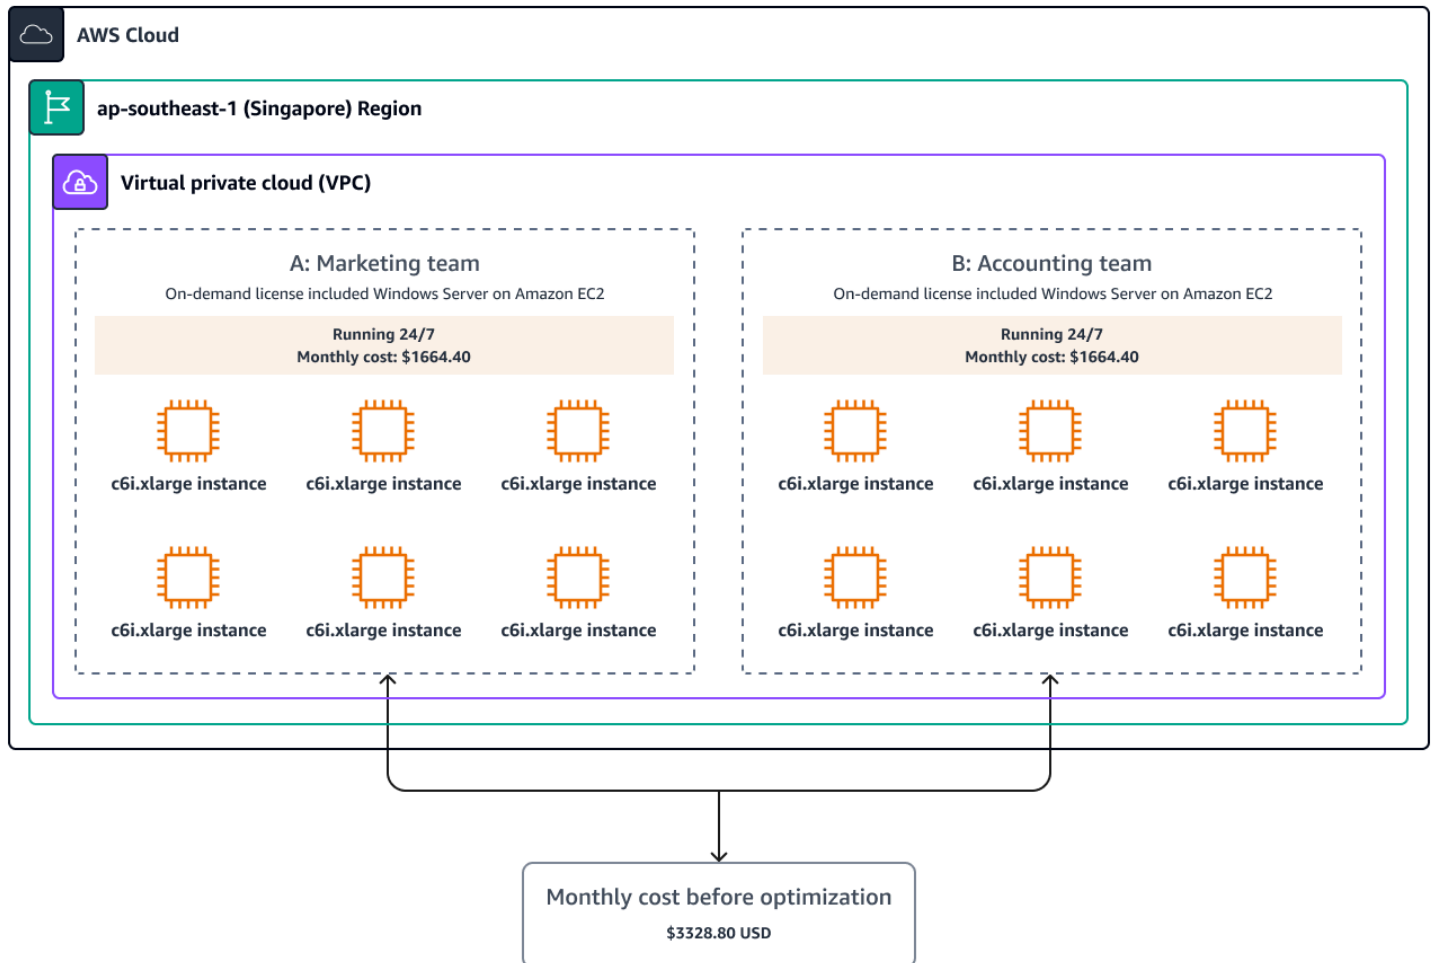 AWS Cloud
ap-southeast-1 (Singapore) Region
Virtual private cloud (VPC)
A: Marketing team
On-demand license included Windows Server on Amazon EC2
Running 24/7
Monthly cost: $1664.40
c6i.xlarge instance
c6i.xlarge instance
c6i.xlarge instance
c6i.xlarge instance
c6i.xlarge instance
c6i.xlarge instance
B: Accounting team
On-demand license included Windows Server on Amazon EC2
Running 24/7
Monthly cost: $1664.40
c6i.xlarge instance
c6i.xlarge instance
c6i.xlarge instance
c6i.xlarge instance
c6i.xlarge instance
c6i.xlarge instance
Monthly cost before optimization
$3328.80 USD